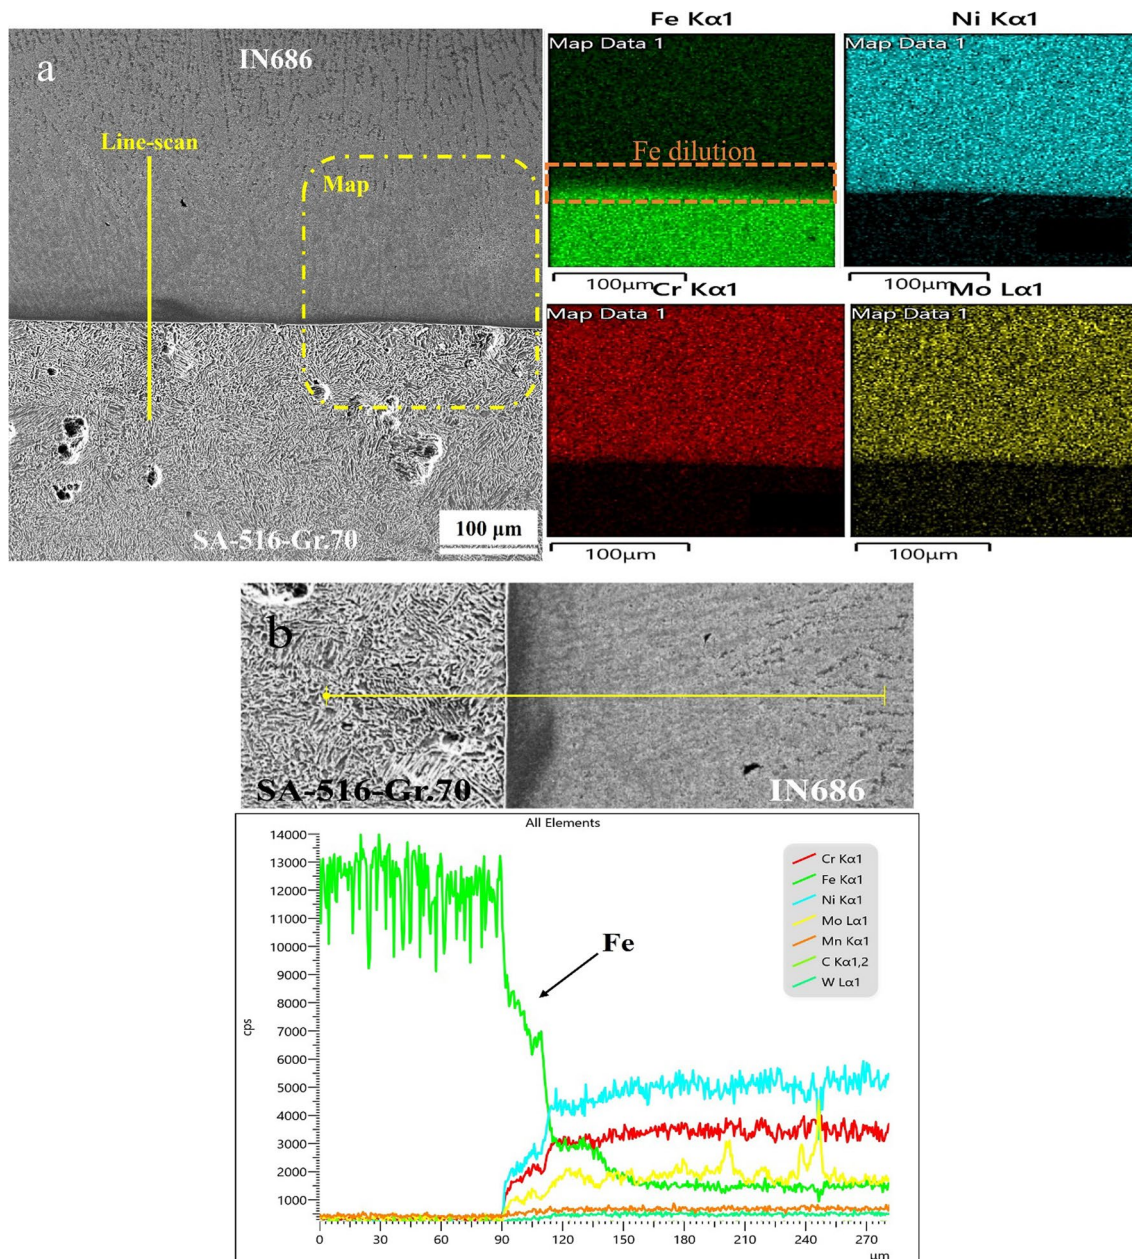 a
IN686
Line-scan
Map
SA-516-Gr.70
100 µm
Fe Kα1
Map Data 1
Fe dilution
100µm
Ni Kα1
Map Data 1
100µm
Cr Kα1
Map Data 1
100µm
Mo Lα1
Map Data 1
100µm
b
SA-516-Gr.70
IN686
All Elements
14000
13000
12000
11000
10000
9000
8000
7000
6000
5000
4000
3000
2000
1000
cps
Fe
Cr Kα1
Fe Kα1
Ni Kα1
Mo Lα1
Mn Kα1
C Kα1,2
W Lα1
0 30 60 90 120 150 180 210 240 270
µm